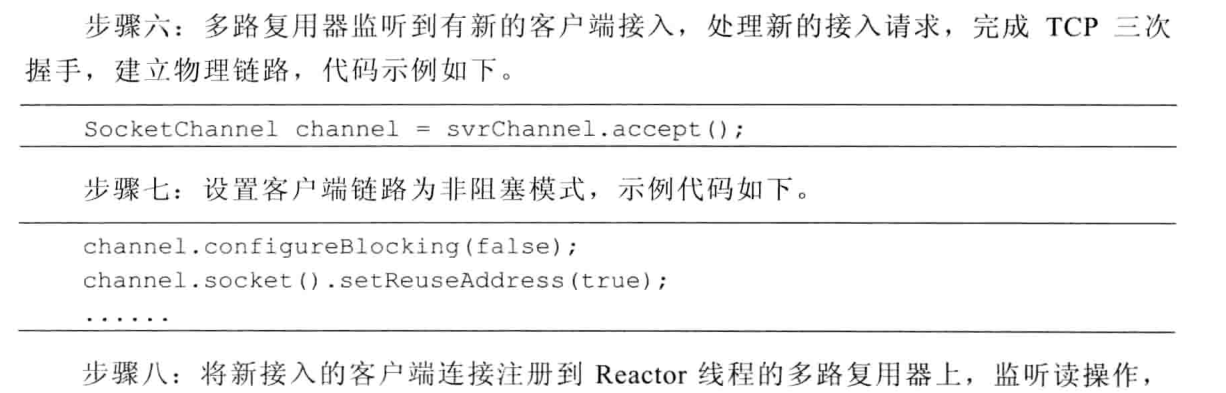 步骤六：多路复用器监听到有新的客户端接入，处理新的接入请求，完成 TCP 三次
握手，建立物理链路，代码示例如下。
SocketChannel channel = svrChannel.accept();
步骤七：设置客户端链路为非阻塞模式，示例代码如下。
channel.configureBlocking(false);
channel.socket().setReuseAddress(true);
......
步骤八：将新接入的客户端连接注册到 Reactor 线程的多路复用器上，监听读操作，